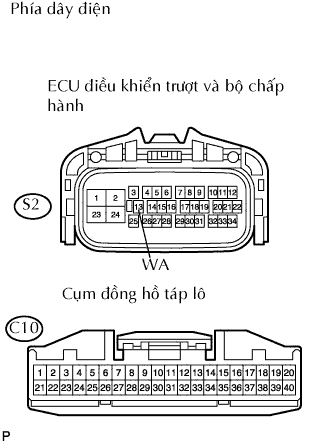 Phía dây điện
ECU điều khiển trượt và bộ chấp
hành
S2
1 2 3 4 5 6 7 8 9 10 11 12
13 14 15 16 17 18 19 20 21 22
23 24 25 26 27 28 29 30 31 32 33 34
WA
Cụm đồng hồ táp lô
C10
1 2 3 4 5 6 7 8 9 10 11 12 13 14 15 16 17 18 19 20
21 22 23 24 25 26 27 28 29 30 31 32 33 34 35 36 37 38 39 40
P